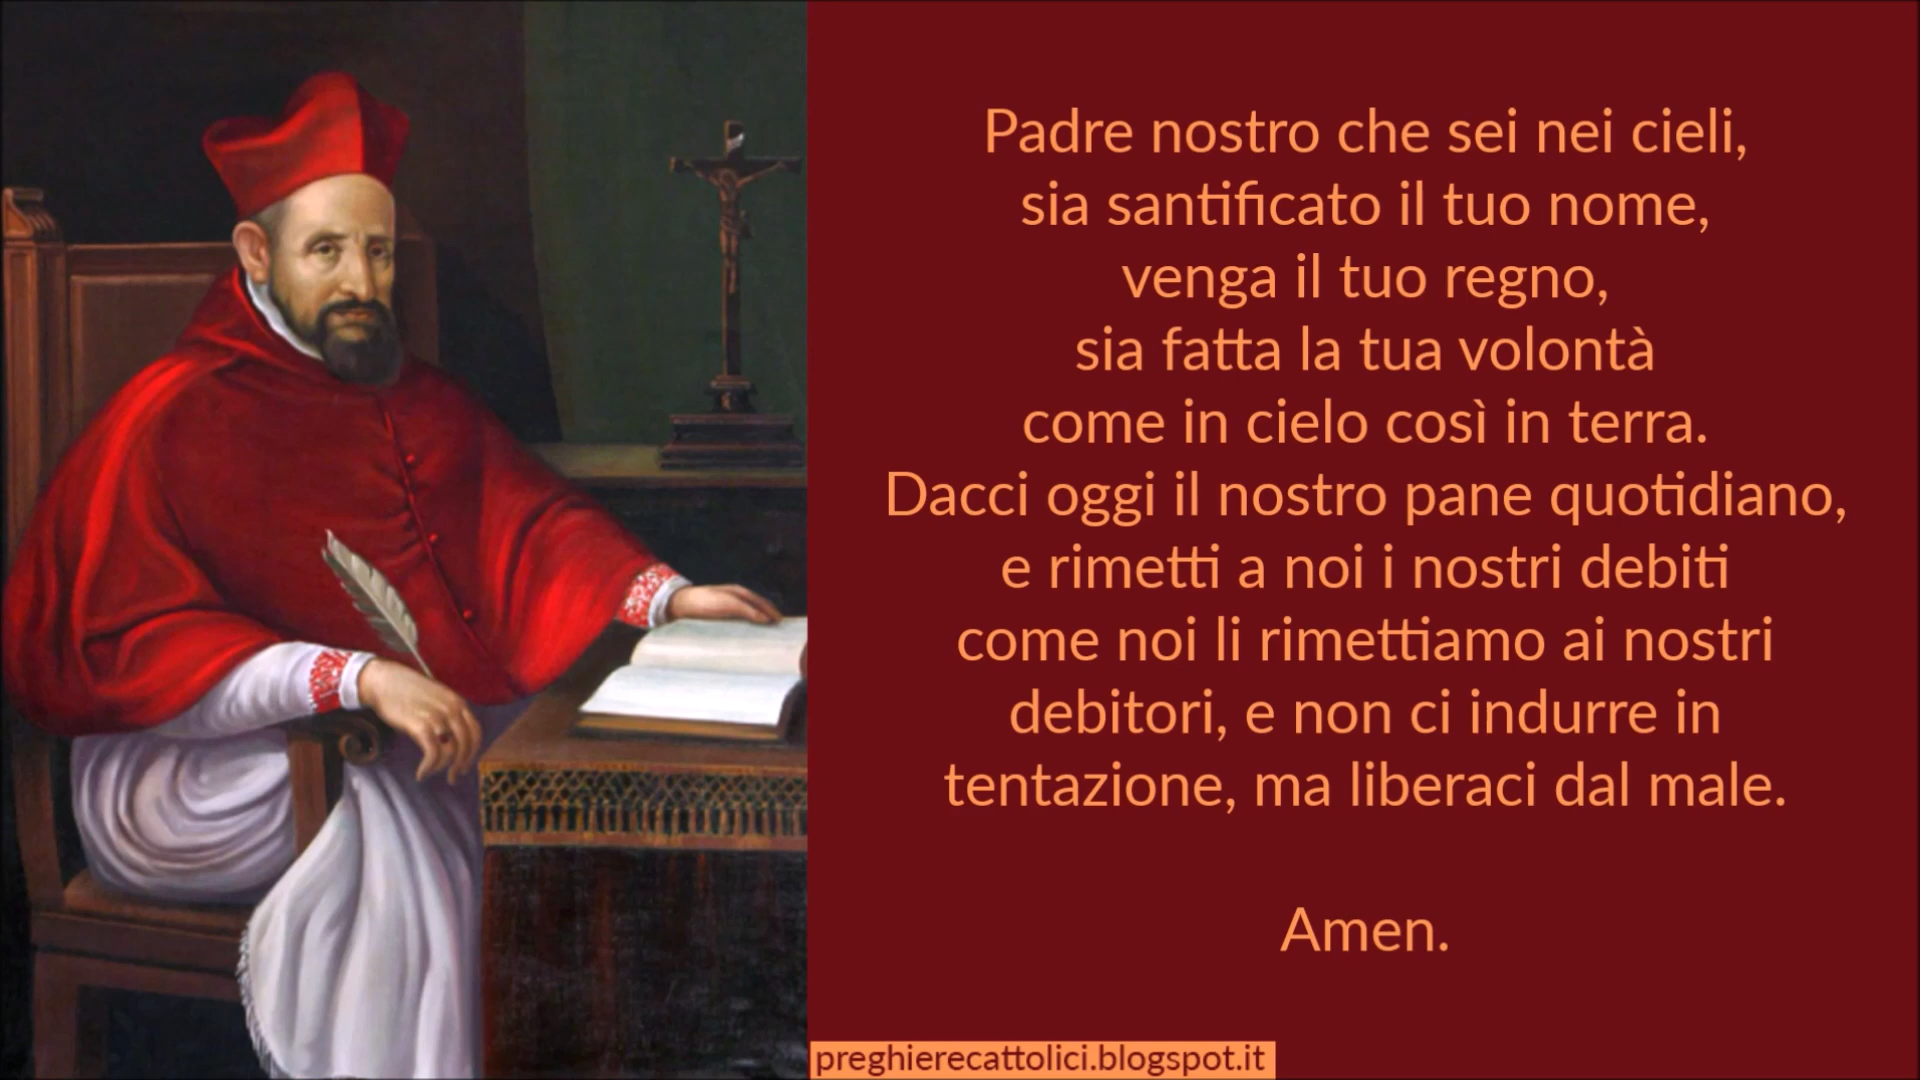 Padre nostro che sei nei cieli,
sia santificato il tuo nome,
venga il tuo regno,
sia fatta la tua volontà
come in cielo così in terra.
Dacci oggi il nostro pane quotidiano,
e rimetti a noi i nostri debiti
come noi li rimettiamo ai nostri
debitori, e non ci indurre in
tentazione, ma liberaci dal male.
Amen.
preghierecattolici.blogspot.it